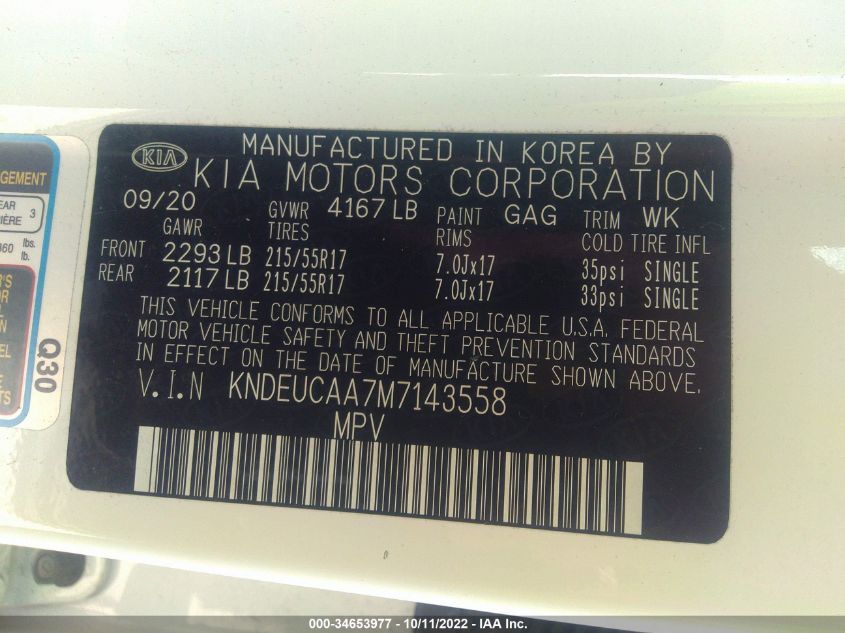 KIA
MANUFACTURED IN KOREA BY
KIA MOTORS CORPORATION
09/20 GVWR 4167 LB PAINT GAG TRIM WK
GAWR TIRES RIMS COLD TIRE INFL
FRONT 2293 LB 215/55R17 7.0Jx17 35psi SINGLE
REAR 2117 LB 215/55R17 7.0Jx17 33psi SINGLE
THIS VEHICLE CONFORMS TO ALL APPLICABLE U.S.A. FEDERAL
MOTOR VEHICLE SAFETY AND THEFT PREVENTION STANDARDS
IN EFFECT ON THE DATE OF MANUFACTURE SHOWN ABOVE.
V.I.N KNDEUCAA7M7143558
MPV
3
lbs.
lb.
Q30
000-34653977 - 10/11/2022 - IAA Inc.